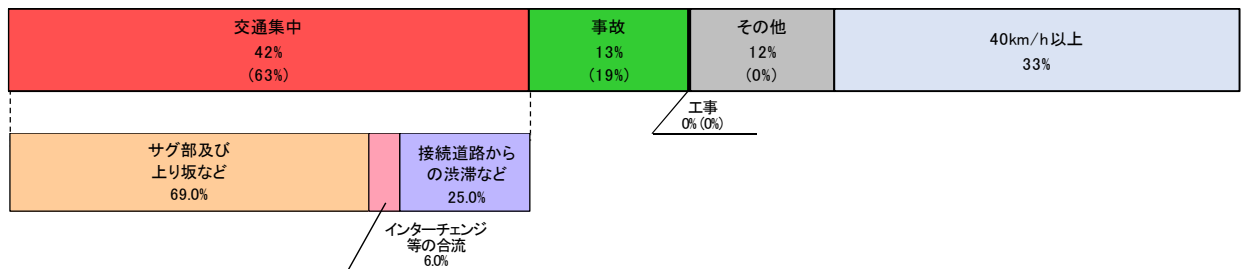 交通集中
42%
(63%)
事故
13%
(19%)
その他
12%
(0%)
40km/h以上
33%
工事
0%(0%)
サグ部及び
上り坂など
69.0%
接続道路から
の渋滞など
25.0%
インターチェンジ
等の合流
6.0%